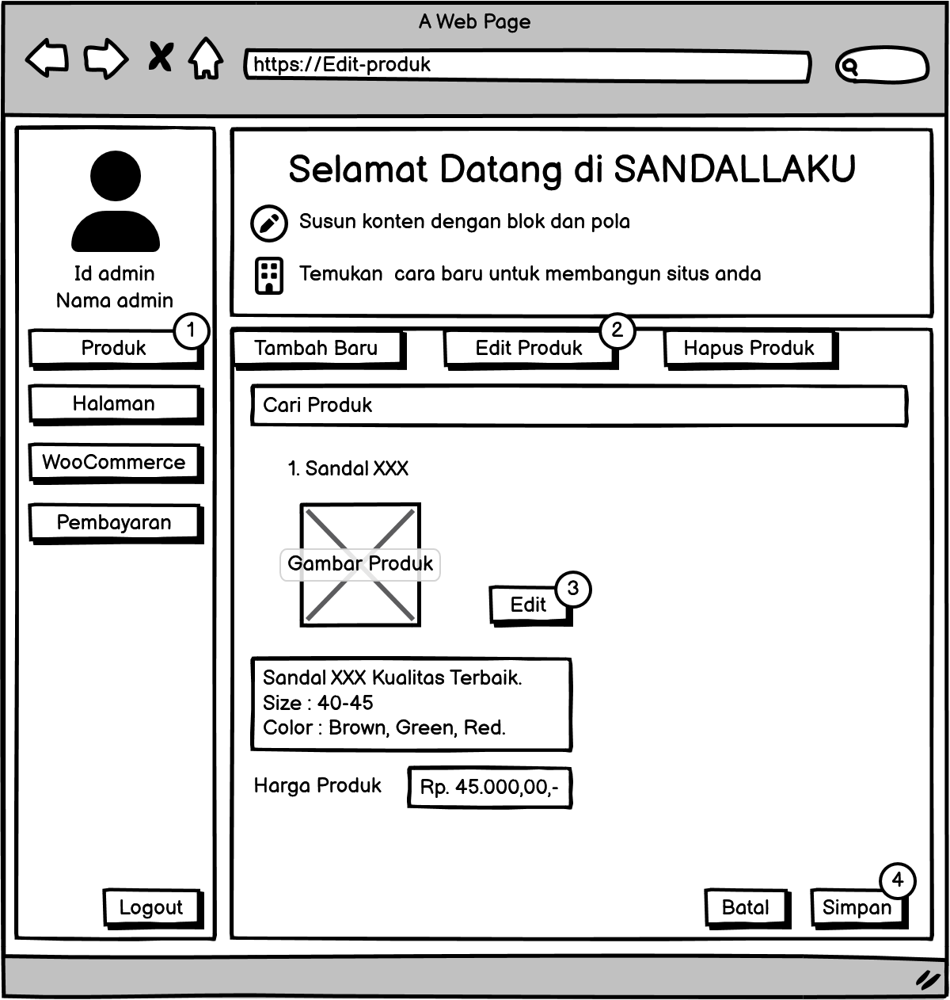 A Web Page
https://Edit-produk
Id admin
Nama admin
1
Produk
Halaman
WooCommerce
Pembayaran
Logout
Selamat Datang di SANDALLAKU
Susun konten dengan blok dan pola
Temukan cara baru untuk membangun situs anda
Tambah Baru
2
Edit Produk
Hapus Produk
Cari Produk
1. Sandal XXX
Gambar Produk
3
Edit
Sandal XXX Kualitas Terbaik.
Size : 40-45
Color : Brown, Green, Red.
Harga Produk
Rp. 45.000,00,-
Batal
4
Simpan